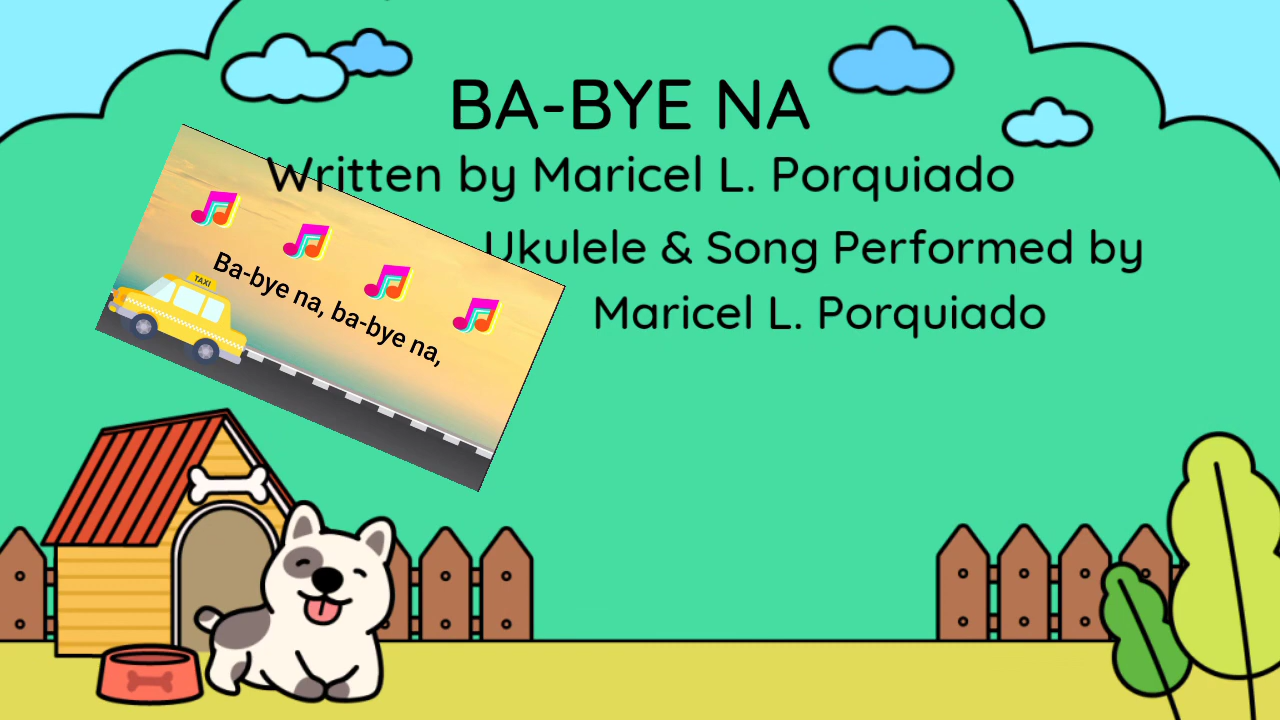 BA-BYE NA
Written by Maricel L. Porquiado
Ukulele & Song Performed by
Maricel L. Porquiado
Ba-bye na, ba-bye na,
TAXI